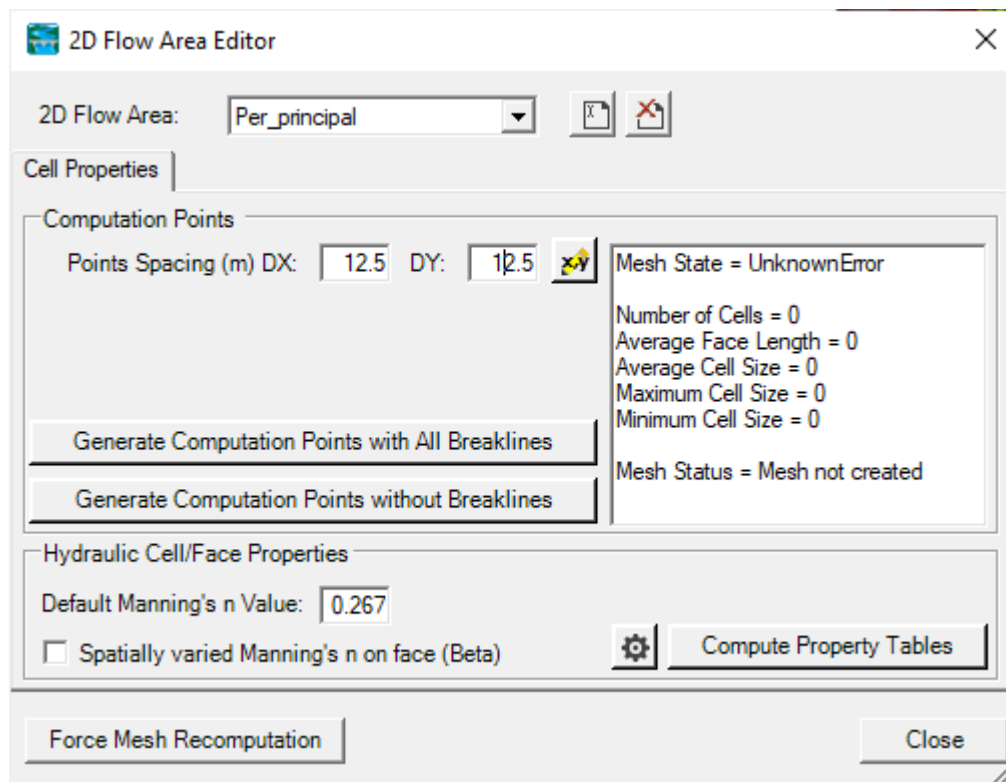 2D Flow Area Editor
2D Flow Area: Per_principal
Cell Properties
Computation Points
Points Spacing (m) DX: 12.5 DY: 12.5 x,y
Mesh State = UnknownError
Number of Cells = 0
Average Face Length = 0
Average Cell Size = 0
Maximum Cell Size = 0
Minimum Cell Size = 0
Mesh Status = Mesh not created
Generate Computation Points with All Breaklines
Generate Computation Points without Breaklines
Hydraulic Cell/Face Properties
Default Manning's n Value: 0.267
Spatially varied Manning's n on face (Beta)
Compute Property Tables
Force Mesh Recomputation
Close